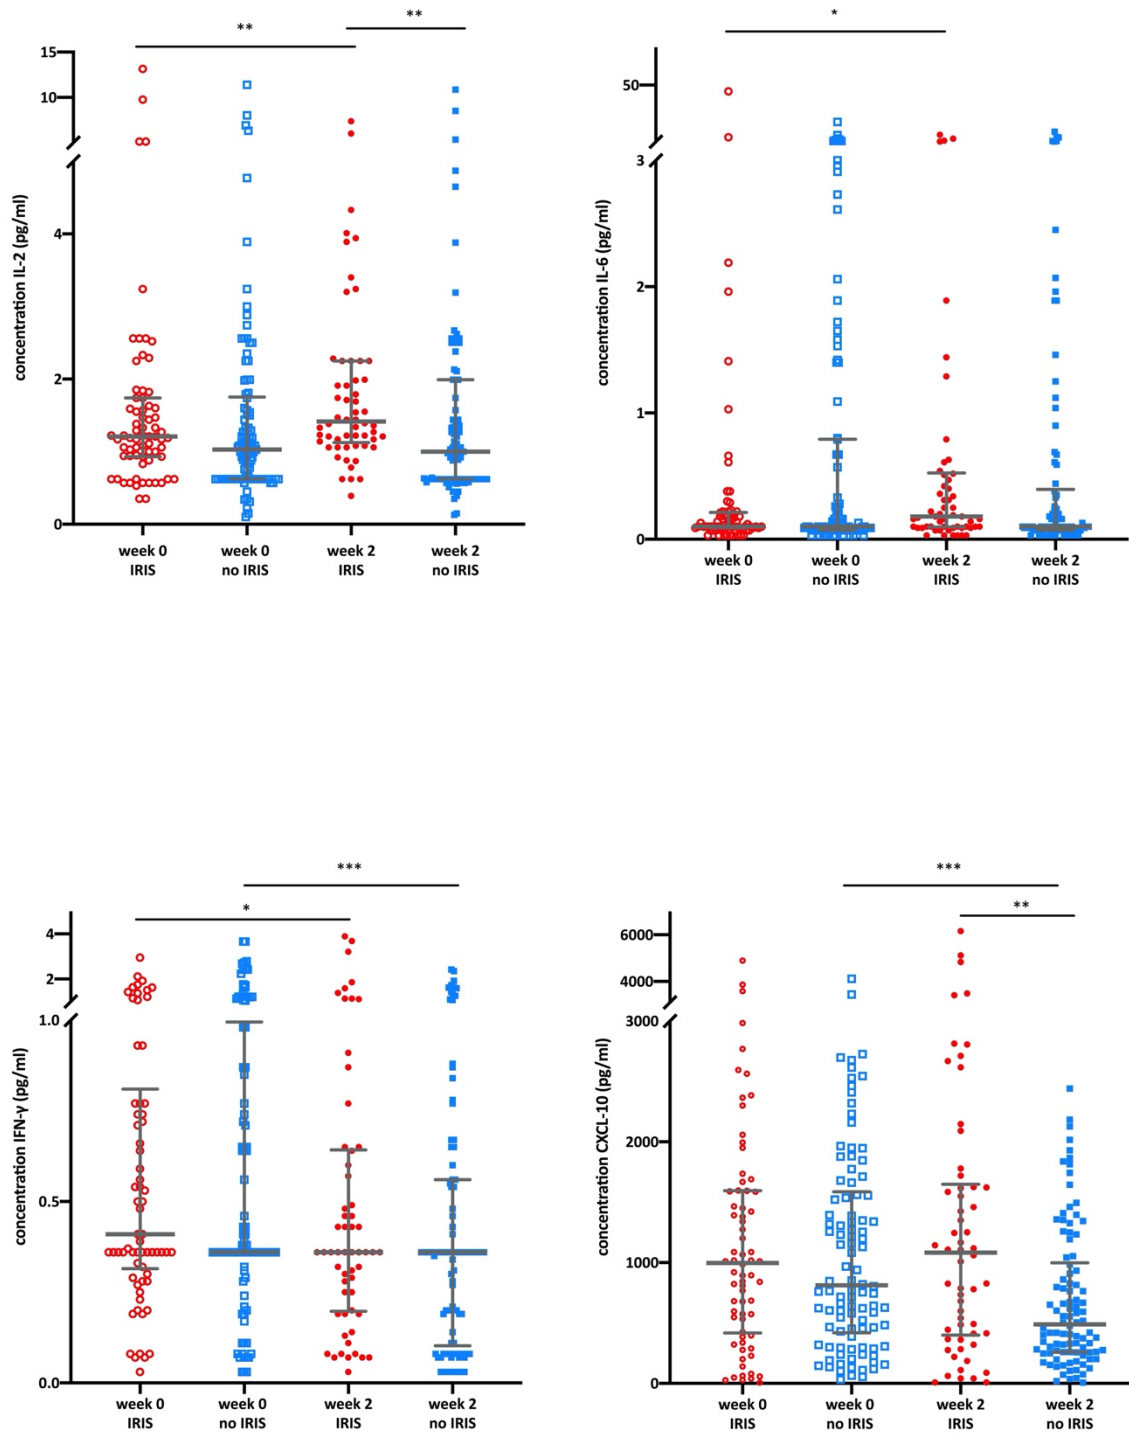 ** **
15
10
4
2
0
concentration IL-2 (pg/ml)
week 0 week 0 week 2 week 2
IRIS no IRIS IRIS no IRIS
*
50
3
2
1
0
concentration IL-6 (pg/ml)
week 0 week 0 week 2 week 2
IRIS no IRIS IRIS no IRIS
***
*
4
2
1.0
0.5
0.0
concentration IFN-γ (pg/ml)
week 0 week 0 week 2 week 2
IRIS no IRIS IRIS no IRIS
***
**
6000
4000
3000
2000
1000
0
concentration CXCL-10 (pg/ml)
week 0 week 0 week 2 week 2
IRIS no IRIS IRIS no IRIS